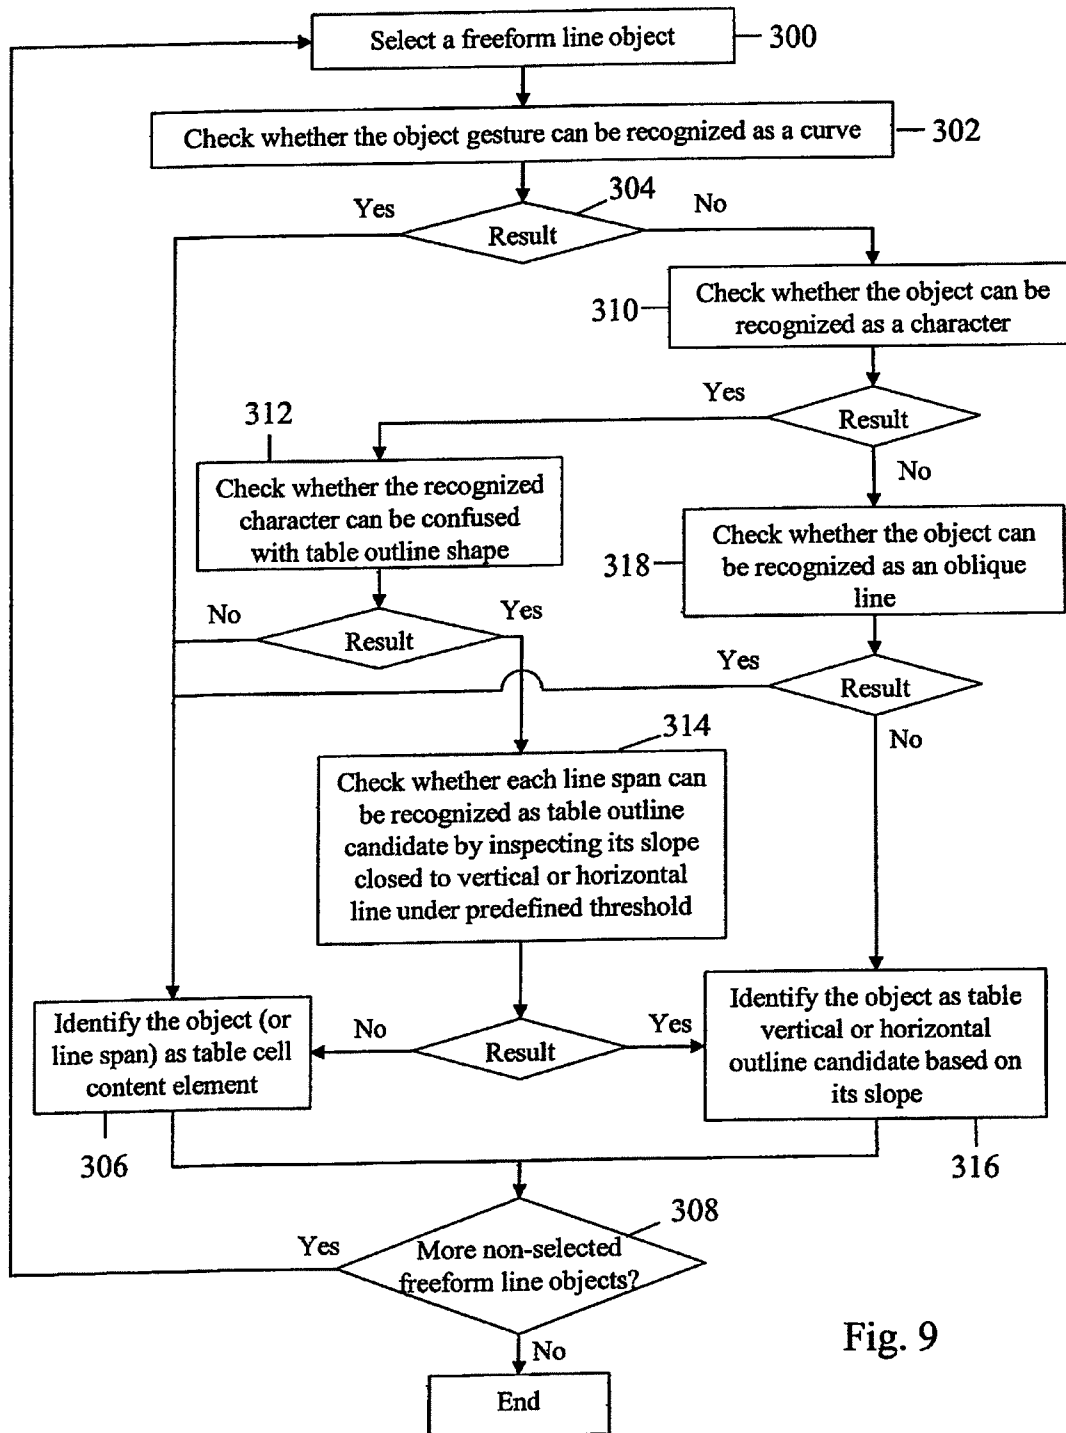 Select a freeform line object
300
Check whether the object gesture can be recognized as a curve
302
304
Yes
No
Result
Check whether the object can be
recognized as a character
310
Yes
Result
312
No
Check whether the recognized
character can be confused
with table outline shape
Check whether the object can
be recognized as an oblique
line
318
No
Yes
Result
Yes
Result
No
314
Check whether each line span can
be recognized as table outline
candidate by inspecting its slope
closed to vertical or horizontal
line under predefined threshold
Identify the object (or
line span) as table cell
content element
No
Result
Yes
Identify the object as table
vertical or horizontal
outline candidate based on
its slope
306
316
308
Yes
More non-selected
freeform line objects?
No
Fig. 9
End